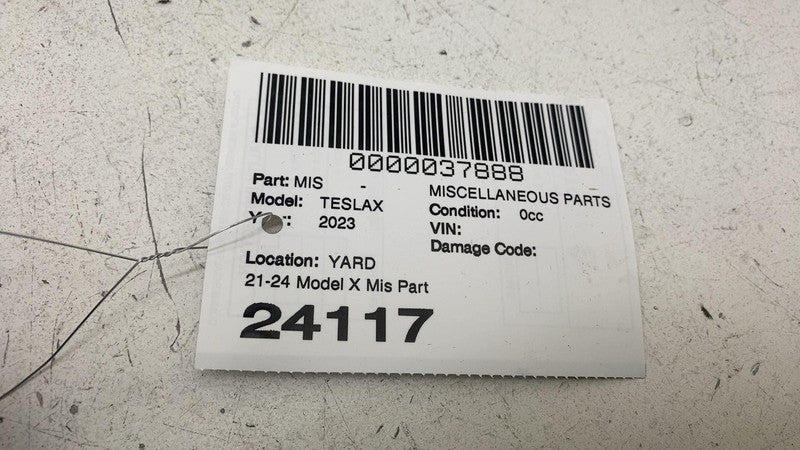 0000037888
Part: MIS - MISCELLANEOUS PARTS
Model: TESLAX Condition: 0cc
2023 VIN:
Damage Code:
Location: YARD
21-24 Model X Mis Part
24117